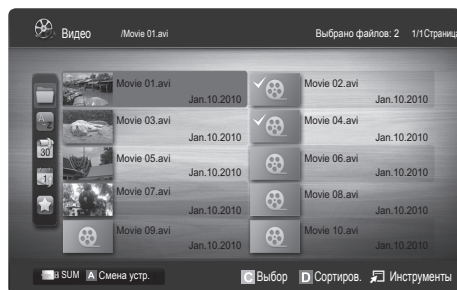 Видео /Movie 01.avi Выбрано файлов: 2 1/1Страница
Movie 01.avi Movie 02.avi
Jan.10.2010 Jan.10.2010
Movie 03.avi Movie 04.avi
Jan.10.2010 Jan.10.2010
Movie 05.avi Movie 06.avi
Jan.10.2010 Jan.10.2010
Movie 07.avi Movie 08.avi
Jan.10.2010 Jan.10.2010
Movie 09.avi Movie 10.avi
Jan.10.2010 Jan.10.2010
SUM A Смена устр. C Выбор D Сортиров. Инструменты